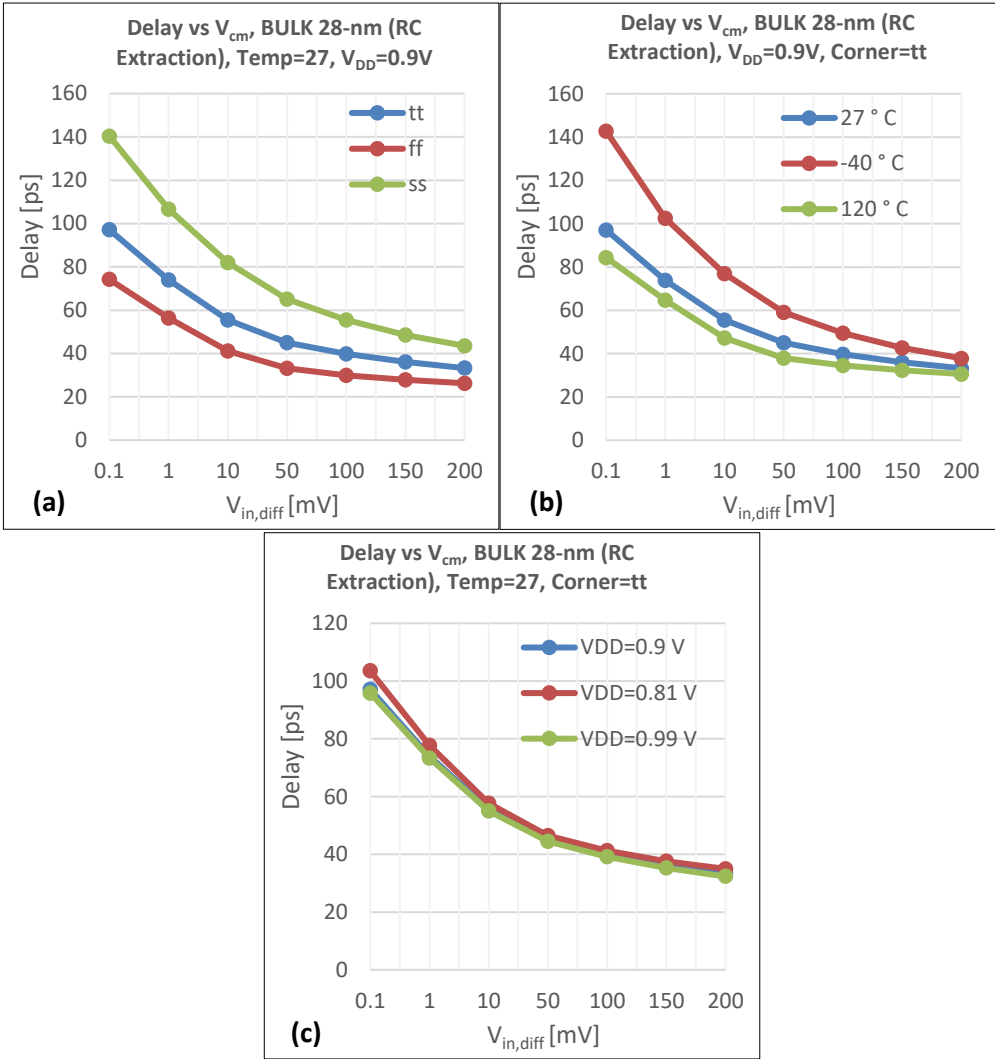 Delay vs Vcm, BULK 28-nm (RC
Extraction), Temp=27, VDD=0.9V
160
140
120
100
80
60
40
20
0
Delay [ps]
tt
ff
ss
0.1 1 10 50 100 150 200
Vin,diff [mV]
(a)
Delay vs Vcm, BULK 28-nm (RC
Extraction), VDD=0.9V, Corner=tt
160
140
120
100
80
60
40
20
0
Delay [ps]
27 ° C
-40 ° C
120 ° C
0.1 1 10 50 100 150 200
Vin,diff [mV]
(b)
Delay vs Vcm, BULK 28-nm (RC
Extraction), Temp=27, Corner=tt
120
100
80
60
40
20
0
Delay [ps]
VDD=0.9 V
VDD=0.81 V
VDD=0.99 V
0.1 1 10 50 100 150 200
Vin,diff [mV]
(c)